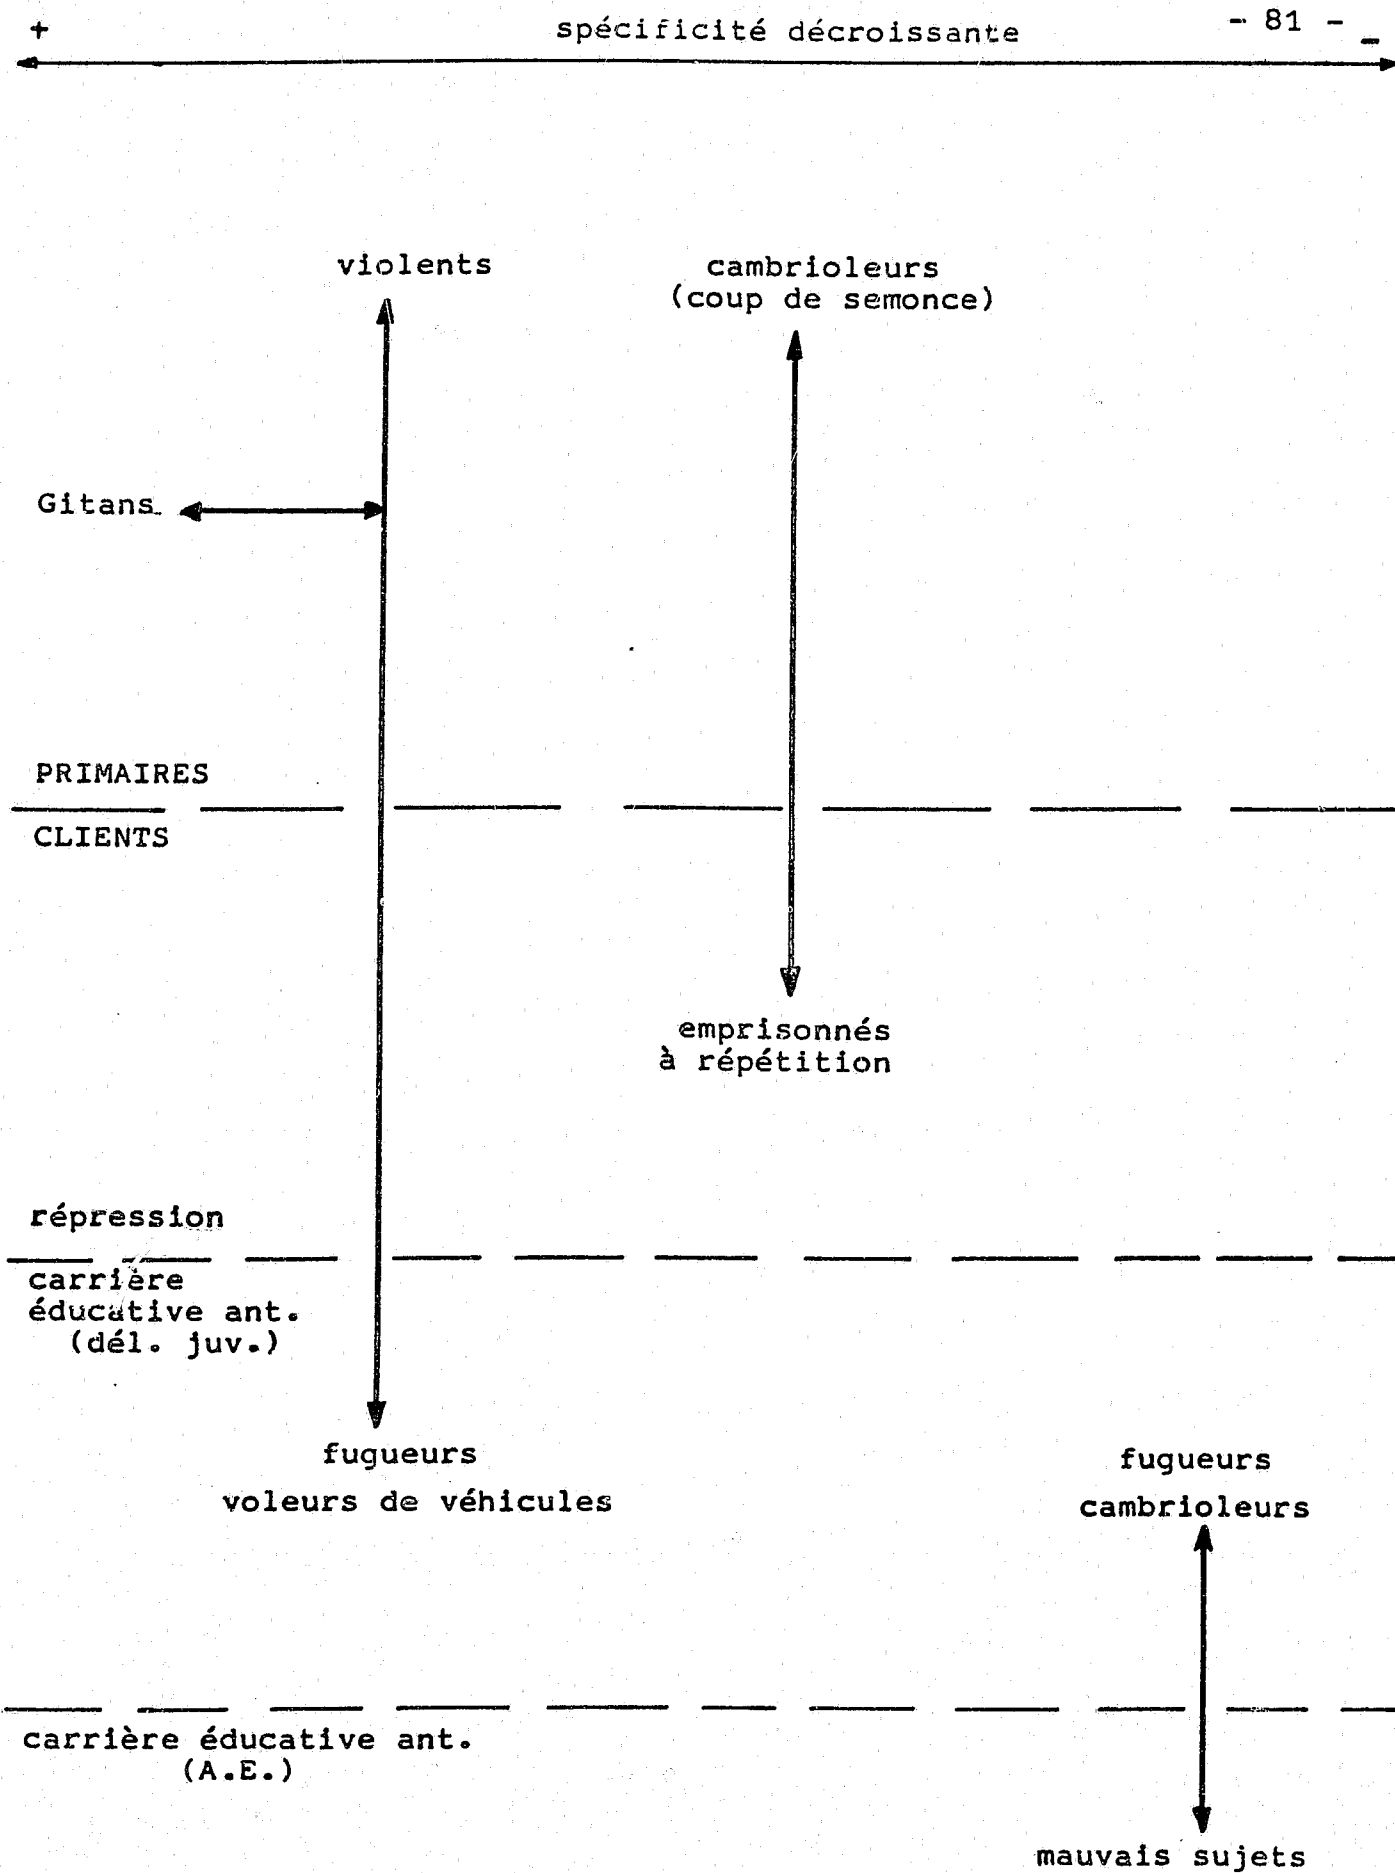 + spécificité décroissante - 81 - -
violents
cambrioleurs
(coup de semonce)
Gitans
PRIMAIRES
CLIENTS
emprisonnés
à répétition
répression
carrière
éducative ant.
(dél. juv.)
fugueurs
voleurs de véhicules
fugueurs
cambrioleurs
carrière éducative ant.
(A.E.)
mauvais sujets